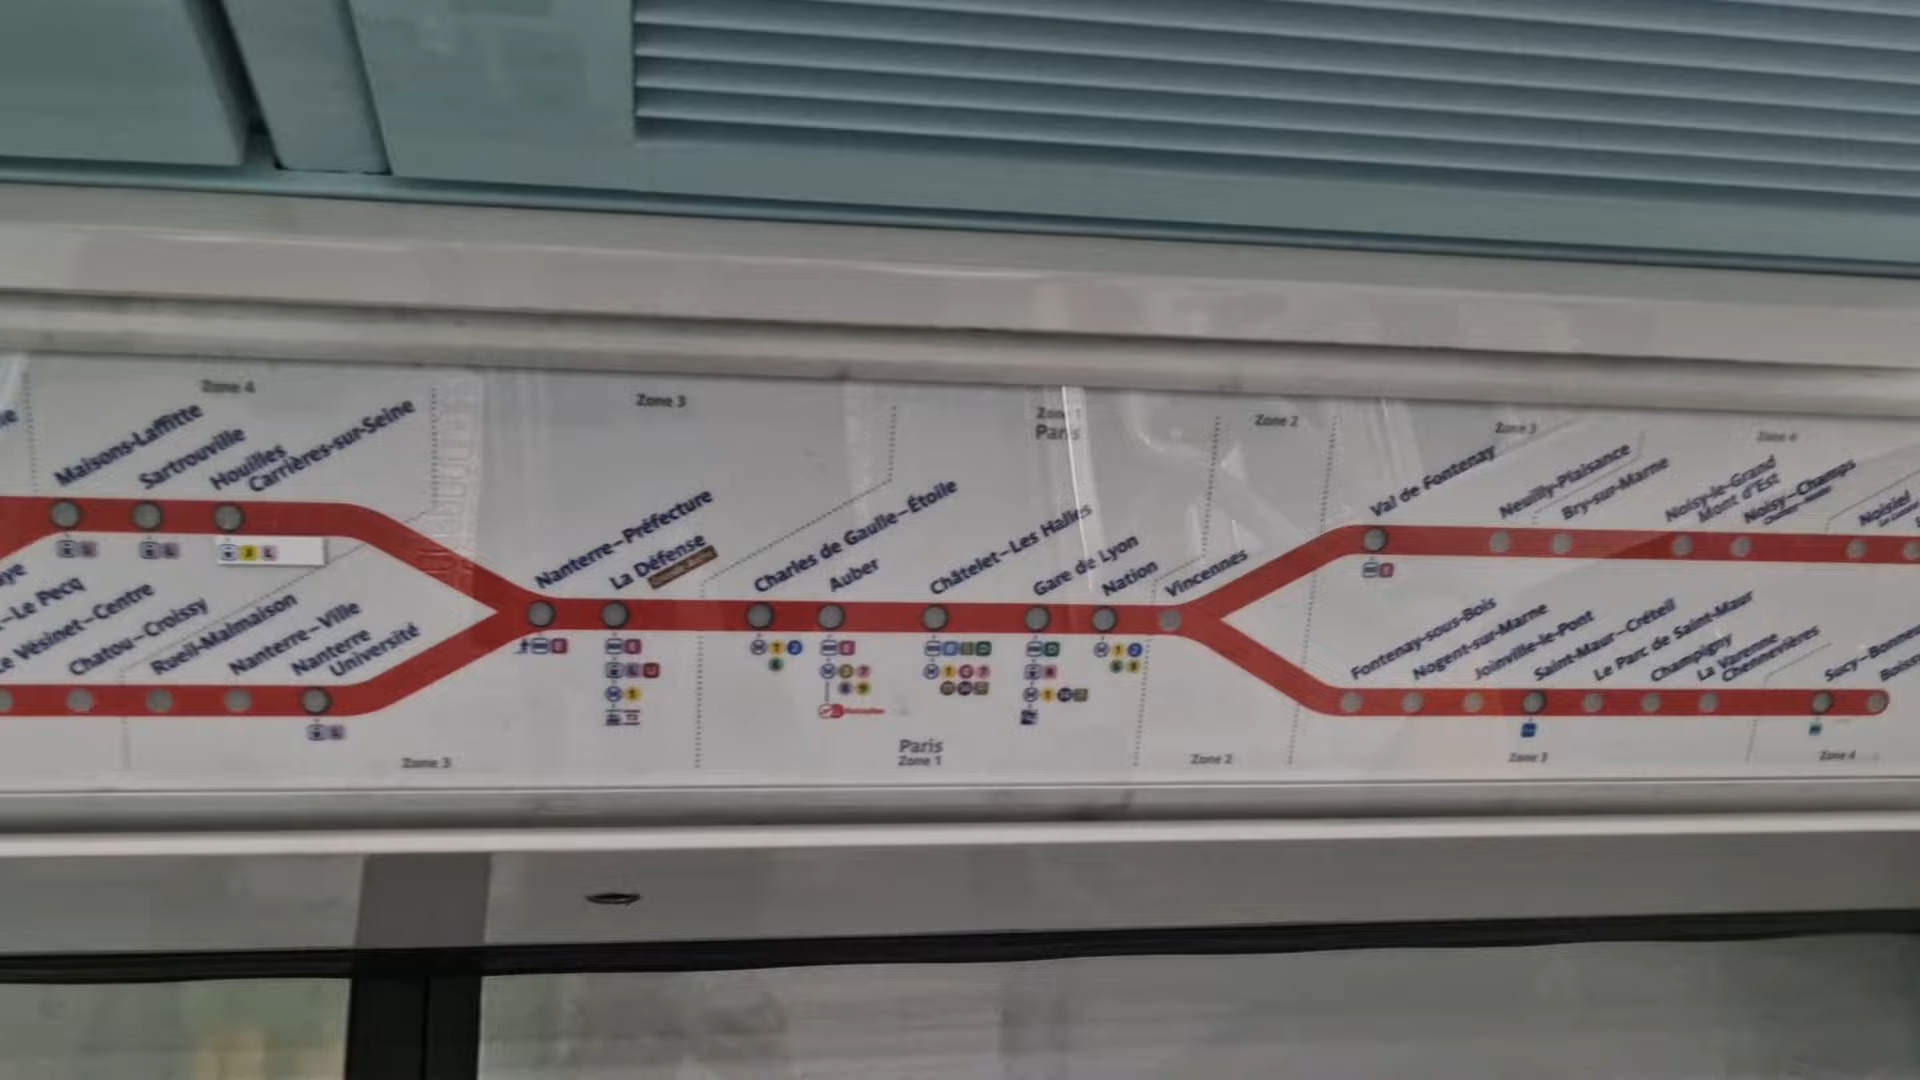 Zone 4
Zone 3
Zone 1
Paris
Zone 2
Zone 3
Zone 4
Maisons-Laffitte
Sartrouville
Houilles
Carrières-sur-Seine
Nanterre–Préfecture
La Défense
Charles de Gaulle–Étoile
Auber
Châtelet–Les Halles
Gare de Lyon
Nation
Vincennes
Val de Fontenay
Neuilly-Plaisance
Bry-sur-Marne
Noisy-le-Grand
Mont d'Est
Noisy–Champs
Noisiel
Le Pecq
Vésinet–Centre
Chatou–Croissy
Rueil-Malmaison
Nanterre–Ville
Nanterre
Université
Fontenay-sous-Bois
Nogent-sur-Marne
Joinville-le-Pont
Saint-Maur–Créteil
Le Parc de Saint-Maur
Champigny
La Varenne
Chennevières
Sucy–Bonne
Boiss
Zone 3
Paris
Zone 1
Zone 2
Zone 3
Zone 4